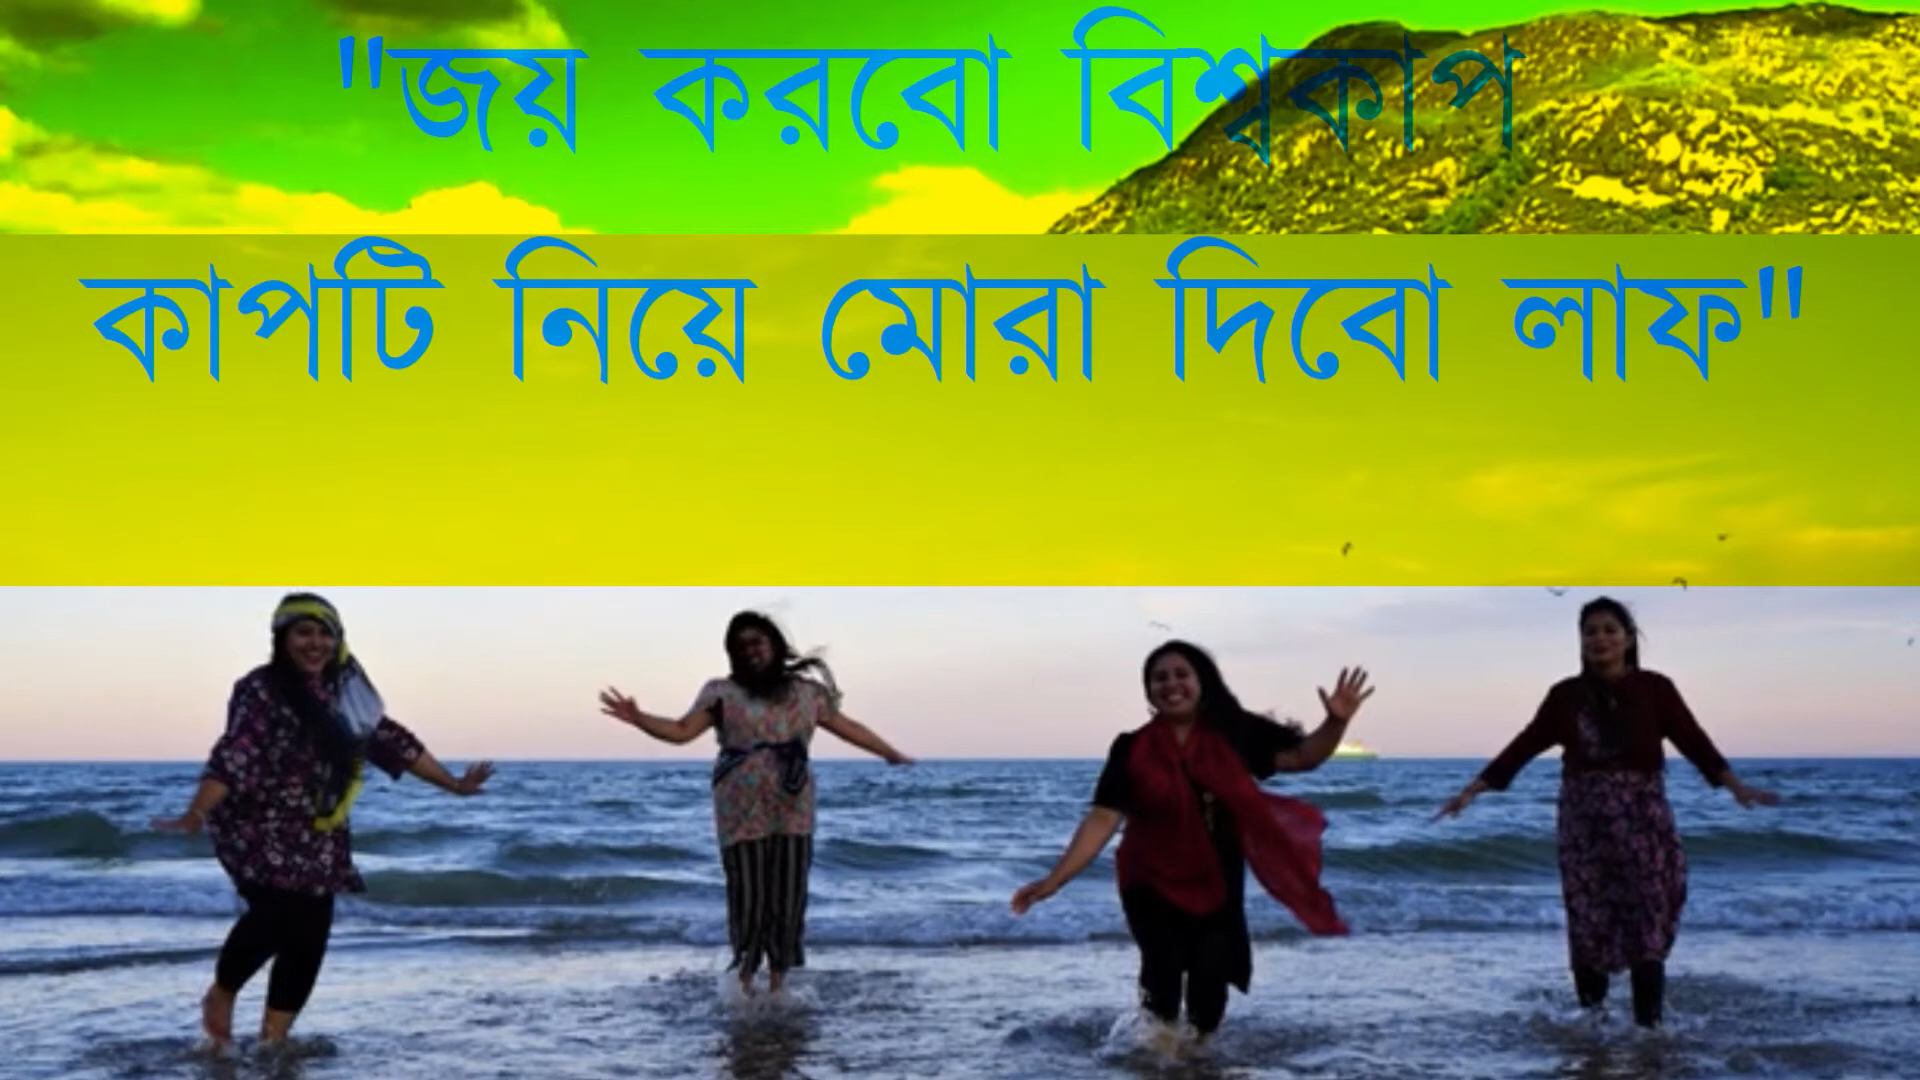 "জয় করবো বিশ্বকাপ
কাপটি নিয়ে মোরা দিবো লাফ"